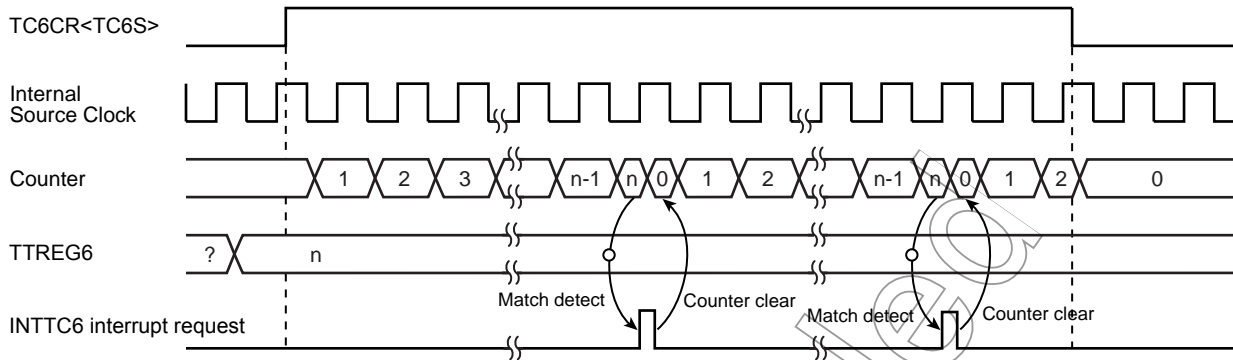 TC6CR<TC6S>
Internal
Source Clock
Counter
1 2 3 n-1 n 0 1 2 n-1 n 0 1 2 0
TTREG6
? n
Match detect Counter clear Match detect Counter clear
INTTC6 interrupt request